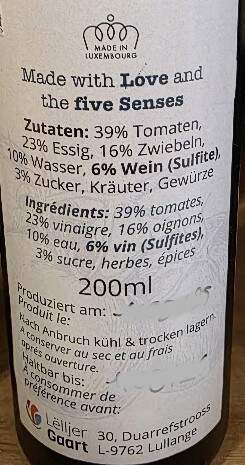 MADE IN
LUXEMBOURG
Made with Love and
the five Senses
Zutaten: 39% Tomaten,
23% Essig, 16% Zwiebeln,
10% Wasser, 6% Wein (Sulfite),
3% Zucker, Kräuter, Gewürze
Ingrédients: 39% tomates,
23% vinaigre, 16% oignons,
10% eau, 6% vin (Sulfites),
3% sucre, herbes, épices
200ml
Produziert am:
Produit le:
Nach Anbruch kühl & trocken lagern.
A conserver au sec et au frais
après ouverture.
Haltbar bis:
A consommer de
préférence avant:
Lëlljer
Gaart
30, Duarrefstrooss
L-9762 Lullange